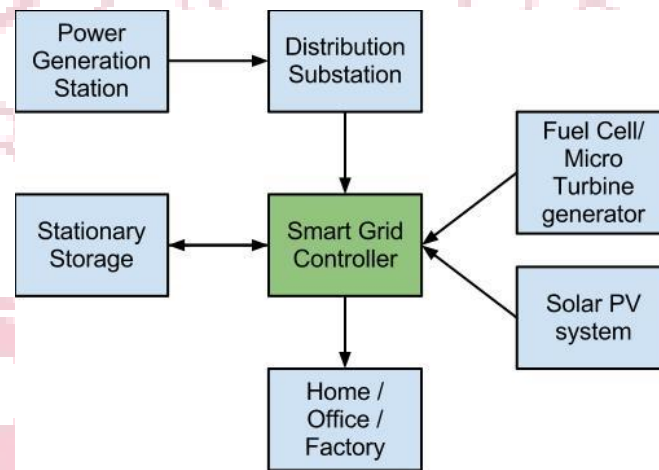 Power
Generation
Station
Distribution
Substation
Fuel Cell/
Micro
Turbine
generator
Stationary
Storage
Smart Grid
Controller
Solar PV
system
Home /
Office /
Factory